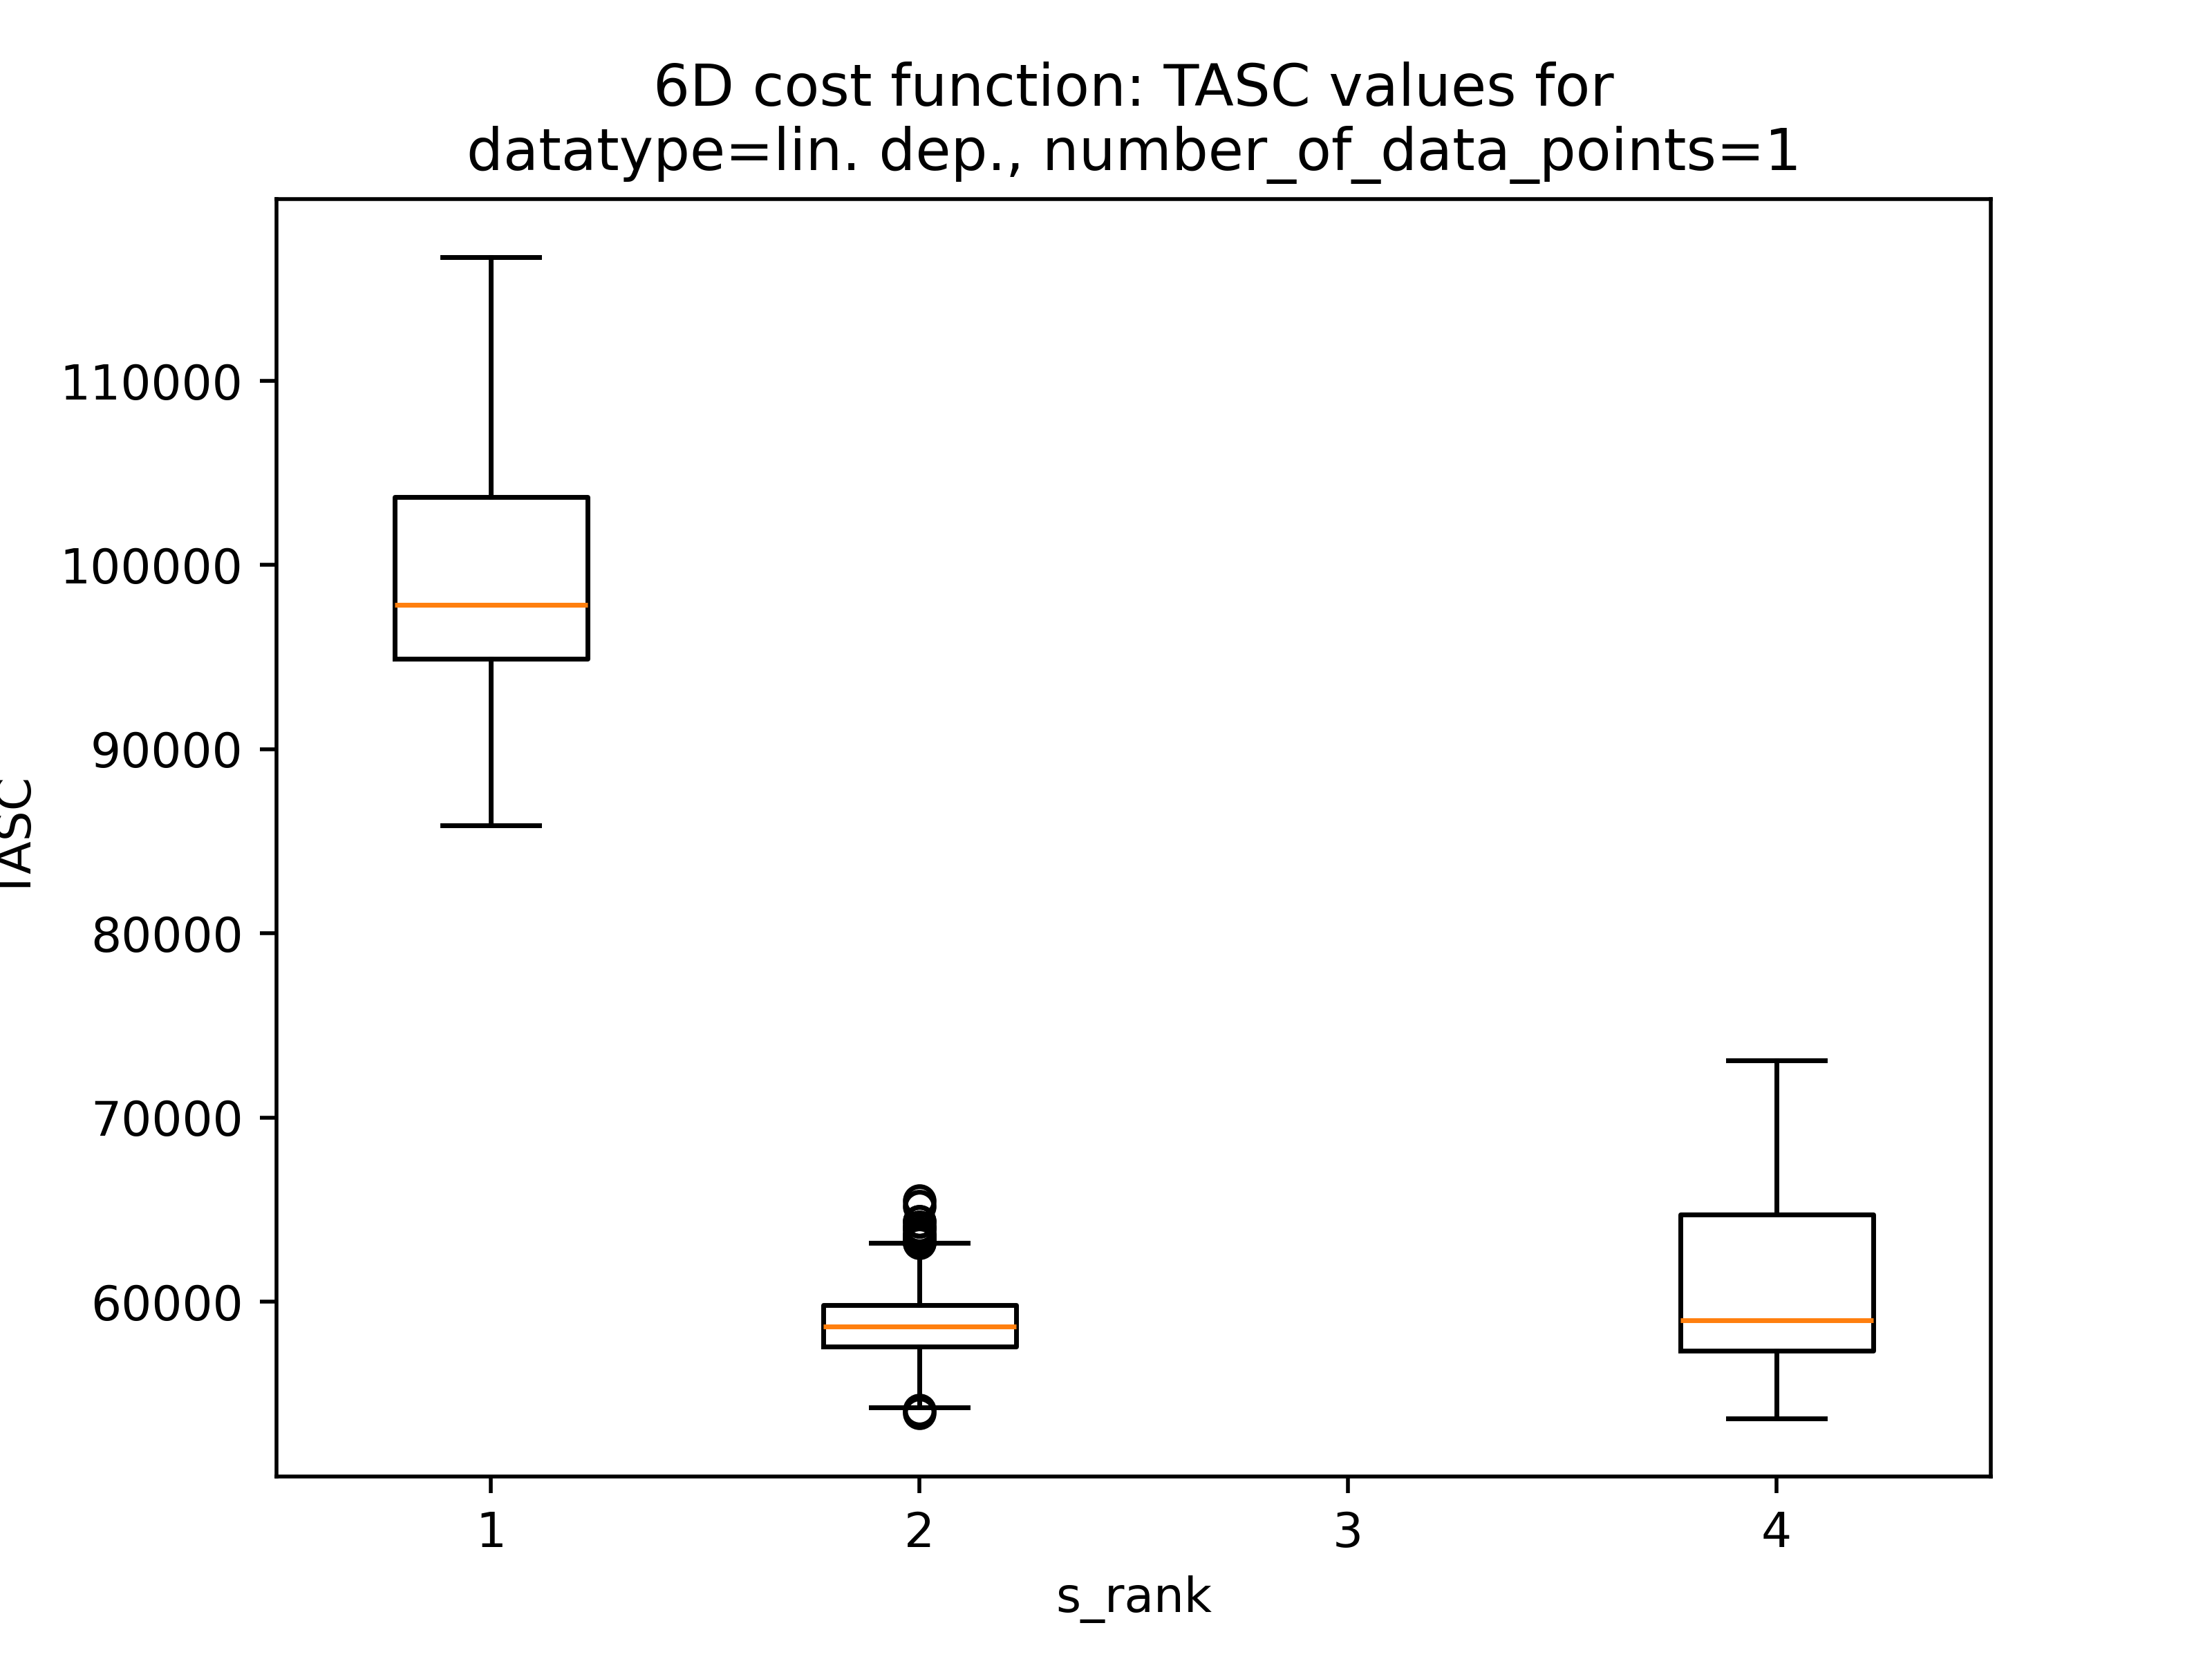 6D cost function: TASC values for
datatype=lin. dep., number_of_data_points=1
110000
100000
90000
80000
70000
60000
TASC
1
2
3
4
s_rank